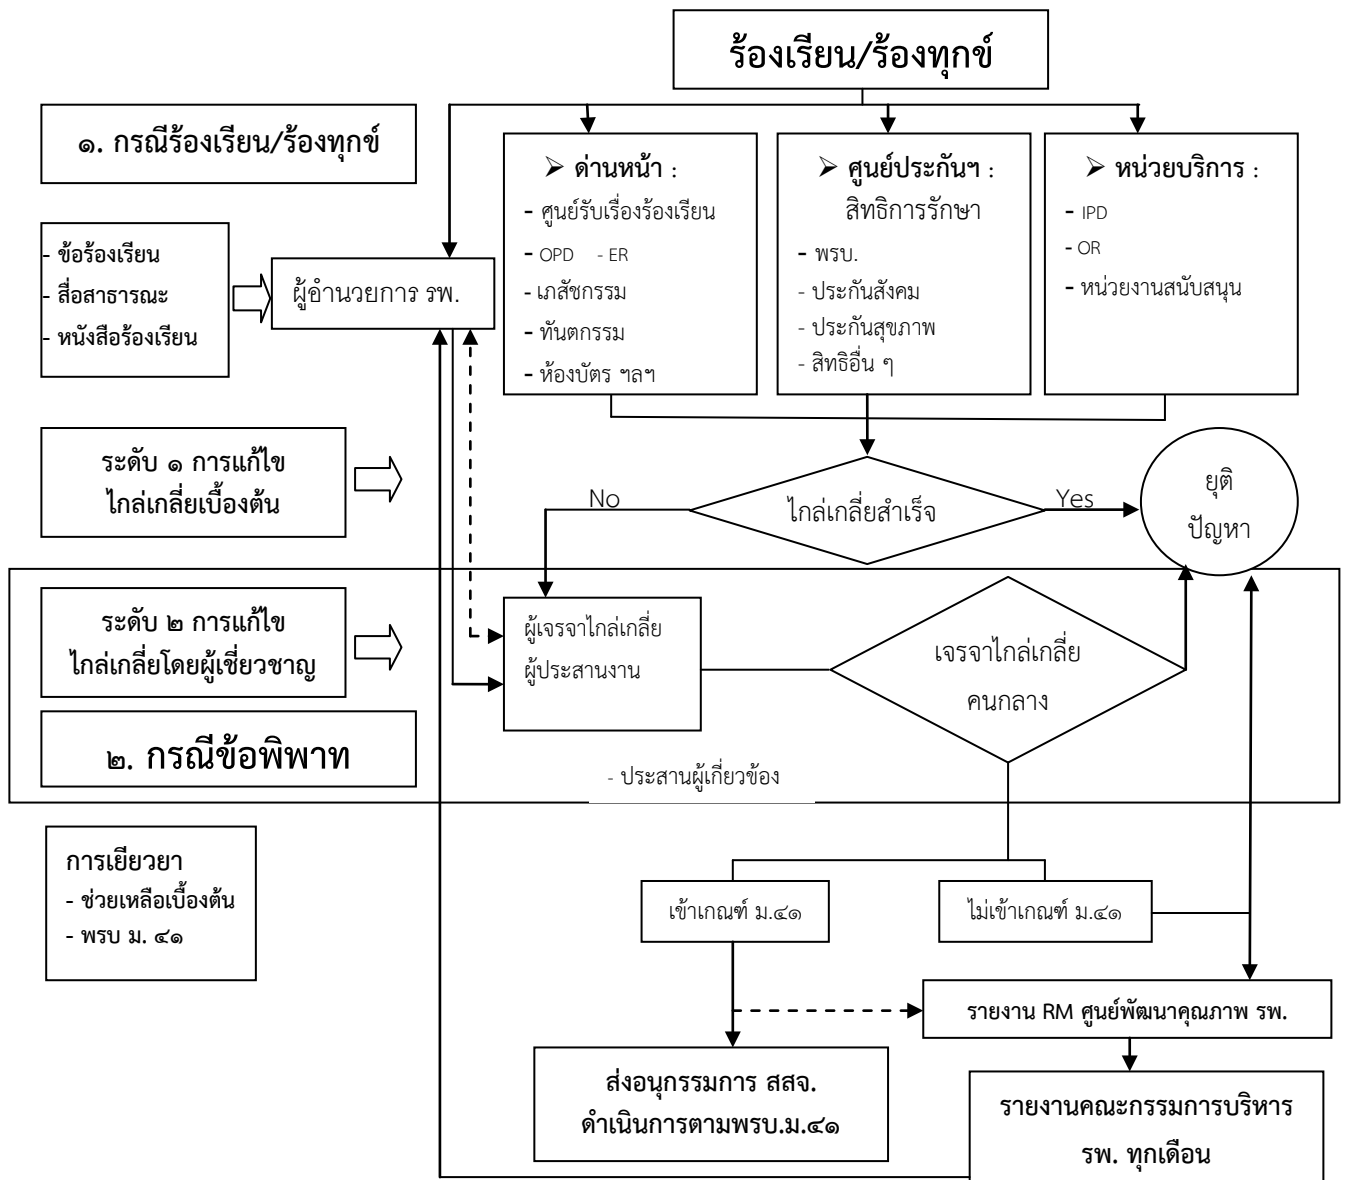 ร้องเรียน/ร้องทุกข์
๑. กรณีร้องเรียน/ร้องทุกข์
- ข้อร้องเรียน
- สื่อสาธารณะ
- หนังสือร้องเรียน
ผู้อำนวยการ รพ.
➢ ด่านหน้า :
- ศูนย์รับเรื่องร้องเรียน
- OPD - ER
- เภสัชกรรม
- ทันตกรรม
- ห้องบัตร ฯลฯ
➢ ศูนย์ประกันฯ :
สิทธิการรักษา
- พรบ.
- ประกันสังคม
- ประกันสุขภาพ
- สิทธิอื่น ๆ
➢ หน่วยบริการ :
- IPD
- OR
- หน่วยงานสนับสนุน
ระดับ ๑ การแก้ไข
ไกล่เกลี่ยเบื้องต้น
No
ไกล่เกลี่ยสำเร็จ
Yes
ยุติ
ปัญหา
ระดับ ๒ การแก้ไข
ไกล่เกลี่ยโดยผู้เชี่ยวชาญ
ผู้เจรจาไกล่เกลี่ย
ผู้ประสานงาน
เจรจาไกล่เกลี่ย
คนกลาง
๒. กรณีข้อพิพาท
- ประสานผู้เกี่ยวข้อง
การเยียวยา
- ช่วยเหลือเบื้องต้น
- พรบ ม. ๔๑
เข้าเกณฑ์ ม.๔๑
ไม่เข้าเกณฑ์ ม.๔๑
รายงาน RM ศูนย์พัฒนาคุณภาพ รพ.
ส่งอนุกรรมการ สสจ.
ดำเนินการตามพรบ.ม.๔๑
รายงานคณะกรรมการบริหาร
รพ. ทุกเดือน